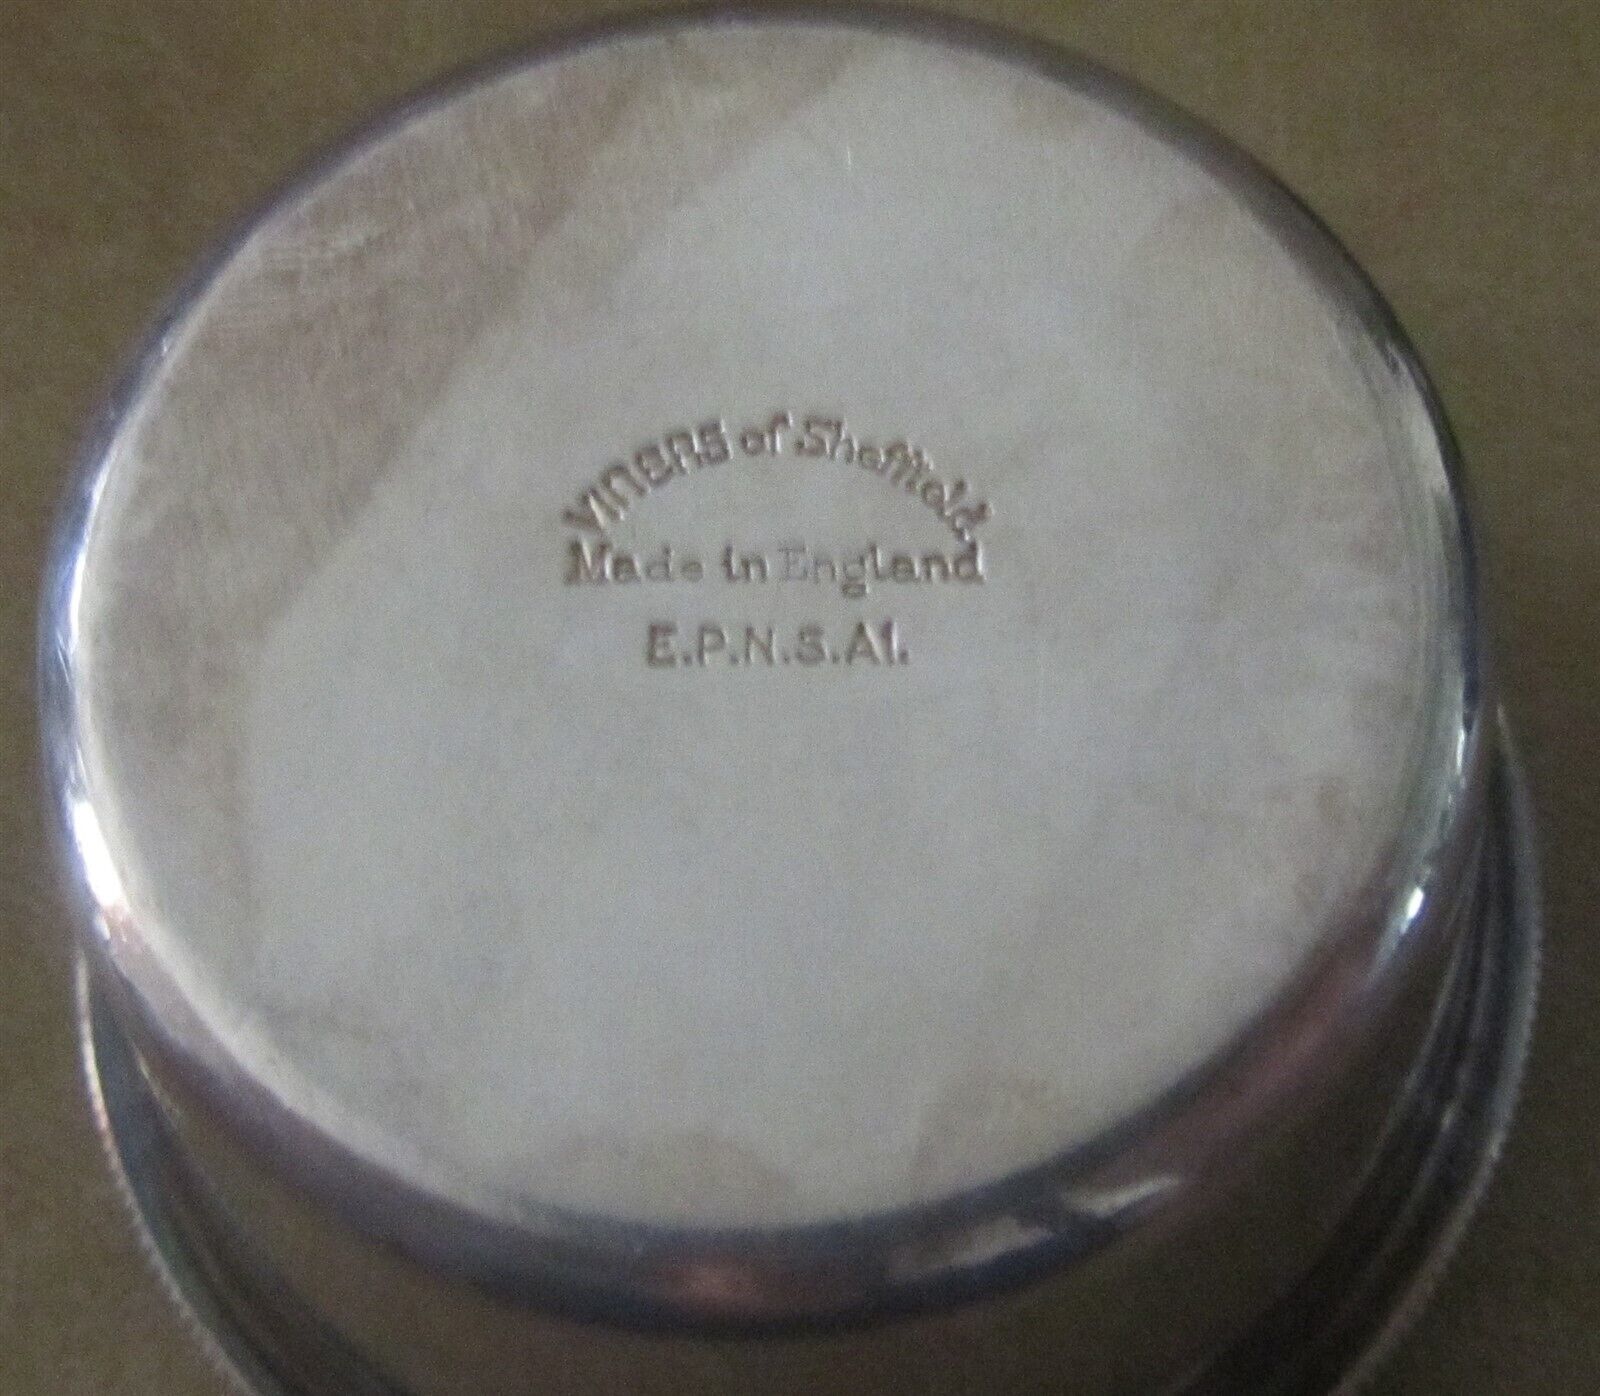 VINERS of Sheffield.
Made in England
E.P.N.S.A1.